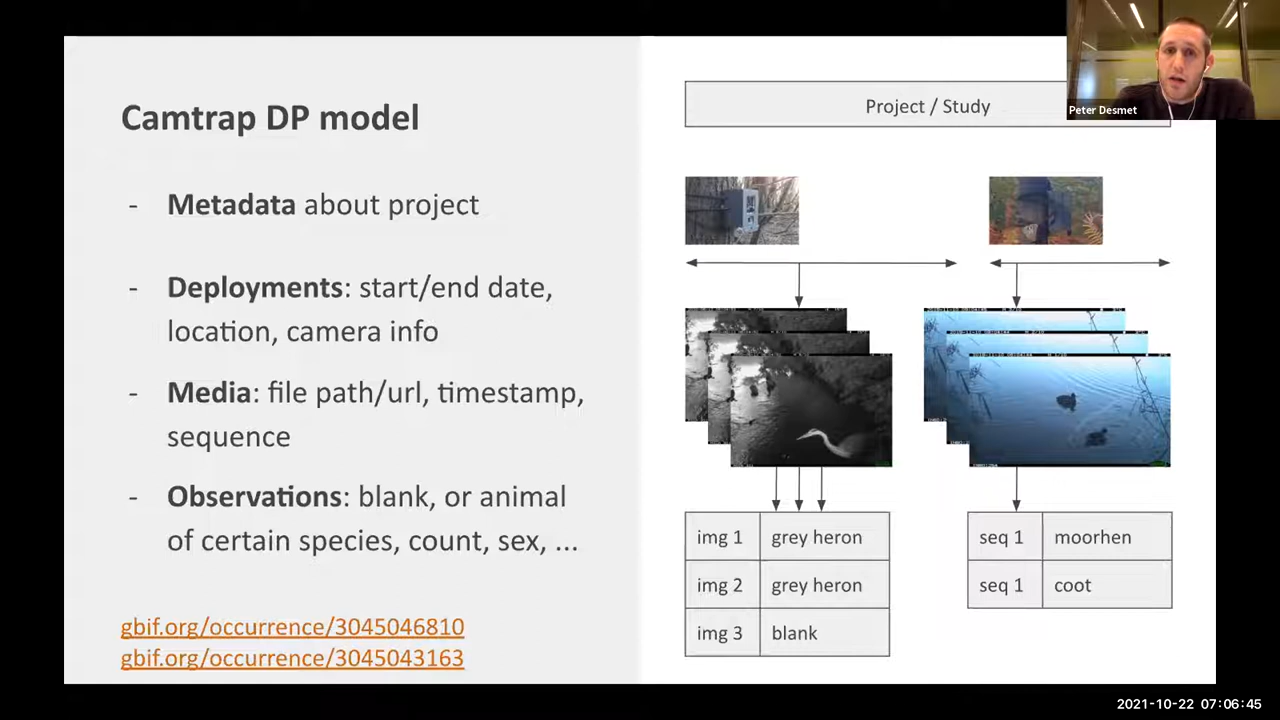 Camtrap DP model
- Metadata about project
- Deployments: start/end date,
location, camera info
- Media: file path/url, timestamp,
sequence
- Observations: blank, or animal
of certain species, count, sex, ...
gbif.org/occurrence/3045046810
gbif.org/occurrence/3045043163
Project / Study
img 1 grey heron
img 2 grey heron
img 3 blank
seq 1 moorhen
seq 1 coot
Peter Desmet
2021-10-22 07:06:45